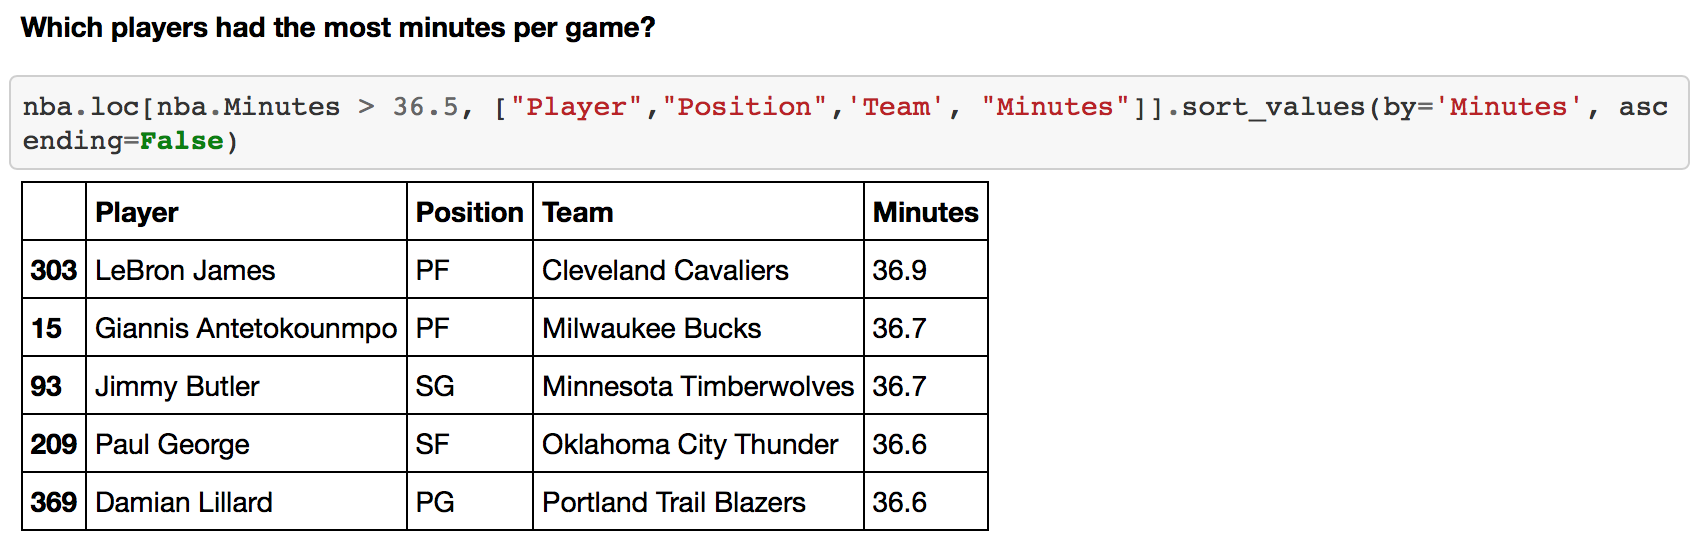 Which players had the most minutes per game?
nba.loc[nba.Minutes > 36.5, ["Player","Position",'Team', "Minutes"]].sort_values(by='Minutes', asc
ending=False)
Player Position Team Minutes
303 LeBron James PF Cleveland Cavaliers 36.9
15 Giannis Antetokounmpo PF Milwaukee Bucks 36.7
93 Jimmy Butler SG Minnesota Timberwolves 36.7
209 Paul George SF Oklahoma City Thunder 36.6
369 Damian Lillard PG Portland Trail Blazers 36.6